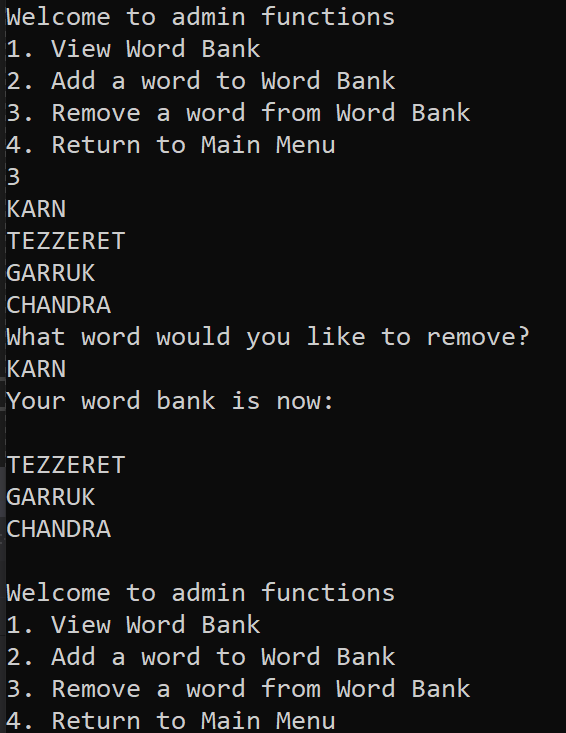 Welcome to admin functions
1. View Word Bank
2. Add a word to Word Bank
3. Remove a word from Word Bank
4. Return to Main Menu
3
KARN
TEZZERET
GARRUK
CHANDRA
What word would you like to remove?
KARN
Your word bank is now:

TEZZERET
GARRUK
CHANDRA

Welcome to admin functions
1. View Word Bank
2. Add a word to Word Bank
3. Remove a word from Word Bank
4. Return to Main Menu